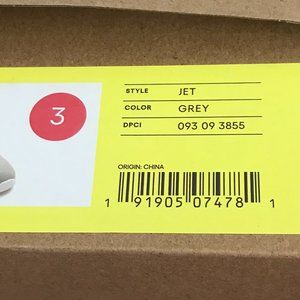 3
STYLE JET
COLOR GREY
DPCI 093 09 3855
ORIGIN: CHINA
1 91905 07478 1